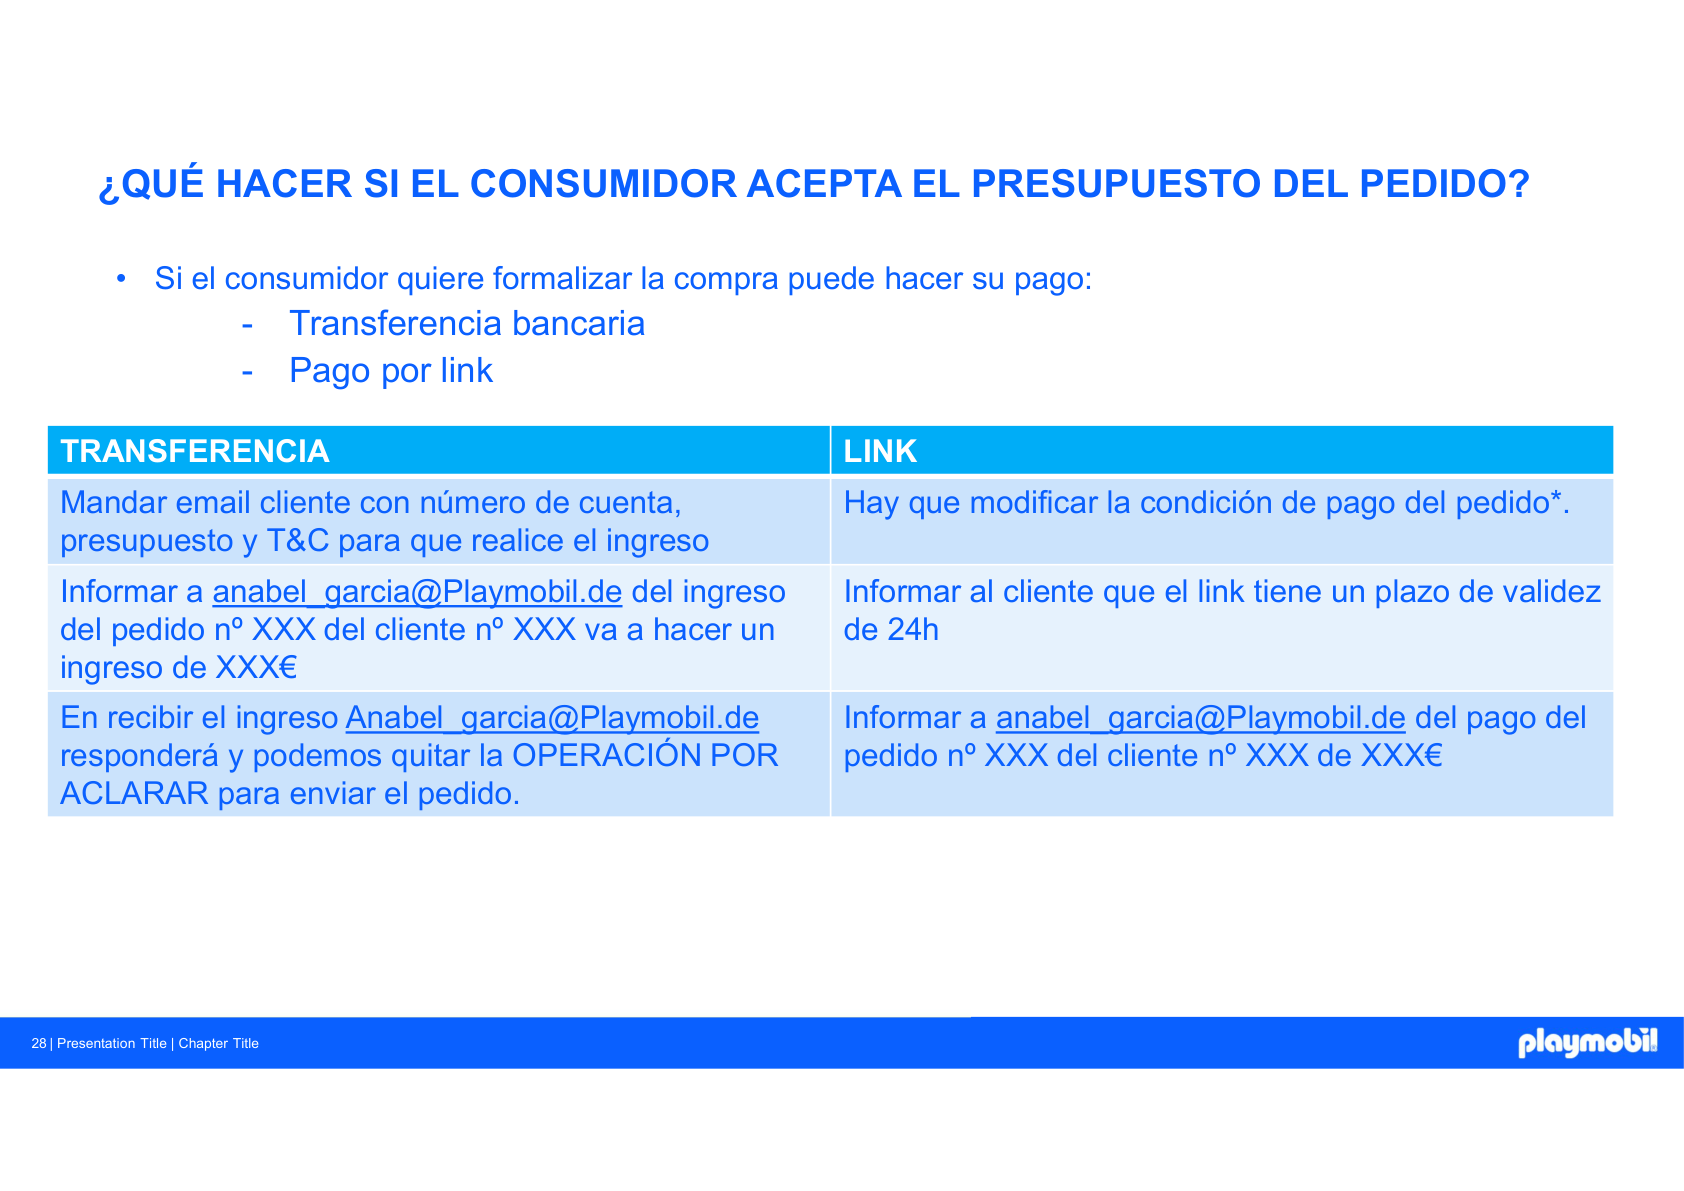 ¿QUÉ HACER SI EL CONSUMIDOR ACEPTA EL PRESUPUESTO DEL PEDIDO?
• Si el consumidor quiere formalizar la compra puede hacer su pago:
- Transferencia bancaria
- Pago por link
TRANSFERENCIA
Mandar email cliente con número de cuenta,
presupuesto y T&C para que realice el ingreso
Informar a anabel_garcia@Playmobil.de del ingreso
del pedido nº XXX del cliente nº XXX va a hacer un
ingreso de XXX€
En recibir el ingreso Anabel_garcia@Playmobil.de
responderá y podemos quitar la OPERACIÓN POR
ACLARAR para enviar el pedido.
LINK
Hay que modificar la condición de pago del pedido*.
Informar al cliente que el link tiene un plazo de validez
de 24h
Informar a anabel_garcia@Playmobil.de del pago del
pedido nº XXX del cliente nº XXX de XXX€
28 | Presentation Title | Chapter Title
playmobil